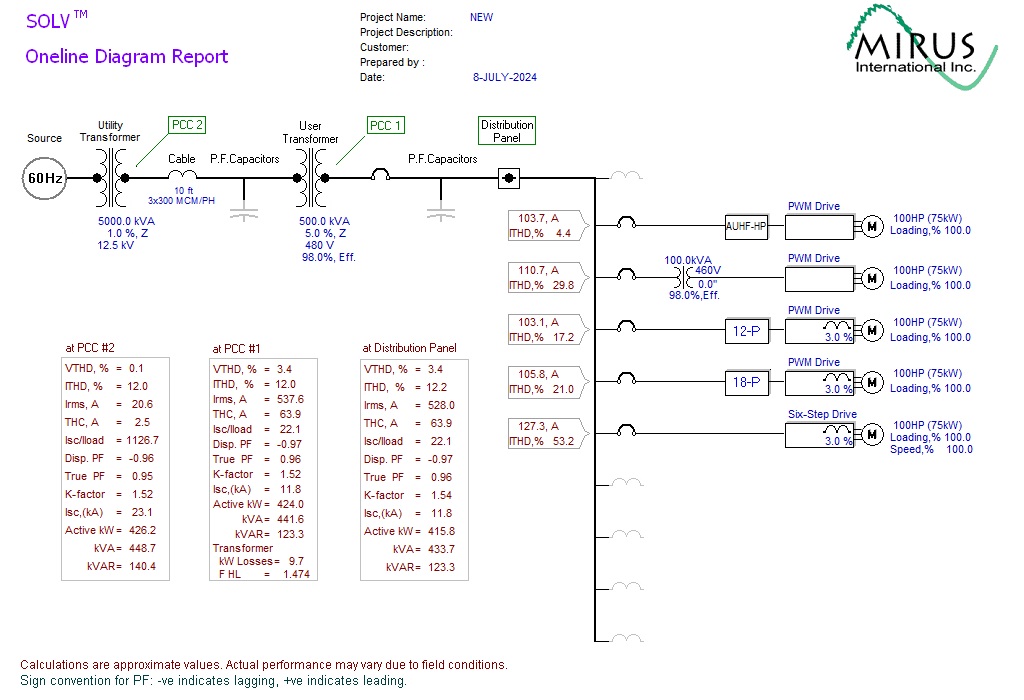 SOLV™
Oneline Diagram Report
Project Name: NEW
Project Description:
Customer:
Prepared by :
Date: 8-JULY-2024
MIRUS
International Inc.
Source
60Hz
Utility
Transformer
PCC 2
5000.0 kVA
1.0 %, Z
12.5 kV
Cable
10 ft
3x300 MCM/PH
P.F.Capacitors
User
Transformer
PCC 1
500.0 kVA
5.0 %, Z
480 V
98.0%, Eff.
P.F.Capacitors
Distribution
Panel
103.7, A
ITHD,% 4.4
AUHF-HP
PWM Drive
M
100HP (75kW)
Loading,% 100.0
110.7, A
ITHD,% 29.8
100.0kVA
460V
0.0"
98.0%,Eff.
PWM Drive
M
100HP (75kW)
Loading,% 100.0
103.1, A
ITHD,% 17.2
12-P
PWM Drive
3.0 %
M
100HP (75kW)
Loading,% 100.0
105.8, A
ITHD,% 21.0
18-P
PWM Drive
3.0 %
M
100HP (75kW)
Loading,% 100.0
127.3, A
ITHD,% 53.2
Six-Step Drive
3.0 %
M
100HP (75kW)
Loading,% 100.0
Speed,% 100.0
at PCC #2
VTHD, % = 0.1
ITHD, % = 12.0
Irms, A = 20.6
THC, A = 2.5
Isc/Iload = 1126.7
Disp. PF = -0.96
True PF = 0.95
K-factor = 1.52
Isc,(kA) = 23.1
Active kW = 426.2
kVA= 448.7
kVAR= 140.4
at PCC #1
VTHD, % = 3.4
ITHD, % = 12.0
Irms, A = 537.6
THC, A = 63.9
Isc/Iload = 22.1
Disp. PF = -0.97
True PF = 0.96
K-factor = 1.52
Isc,(kA) = 11.8
Active kW = 424.0
kVA= 441.6
kVAR= 123.3
Transformer
kW Losses= 9.7
F HL = 1.474
at Distribution Panel
VTHD, % = 3.4
ITHD, % = 12.2
Irms, A = 528.0
THC, A = 63.9
Isc/Iload = 22.1
Disp. PF = -0.97
True PF = 0.96
K-factor = 1.54
Isc,(kA) = 11.8
Active kW = 415.8
kVA= 433.7
kVAR= 123.3
Calculations are approximate values. Actual performance may vary due to field conditions.
Sign convention for PF: -ve indicates lagging, +ve indicates leading.